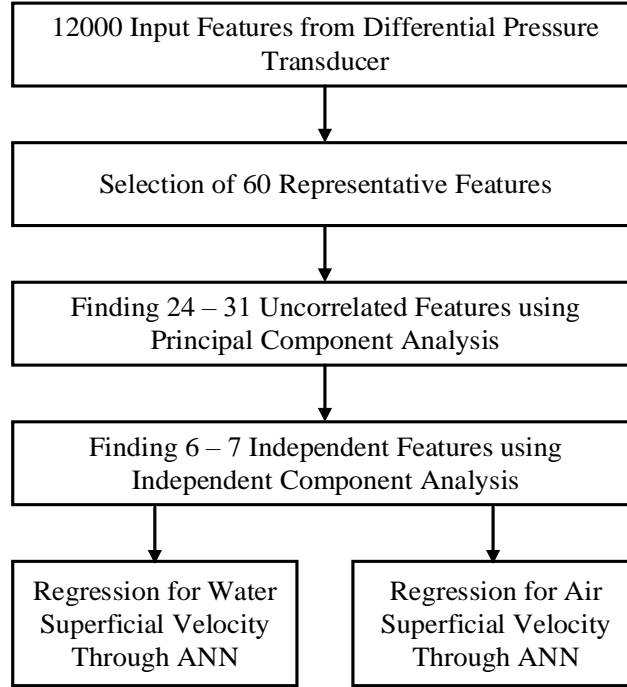 12000 Input Features from Differential Pressure
Transducer
Selection of 60 Representative Features
Finding 24 – 31 Uncorrelated Features using
Principal Component Analysis
Finding 6 – 7 Independent Features using
Independent Component Analysis
Regression for Water
Superficial Velocity
Through ANN
Regression for Air
Superficial Velocity
Through ANN